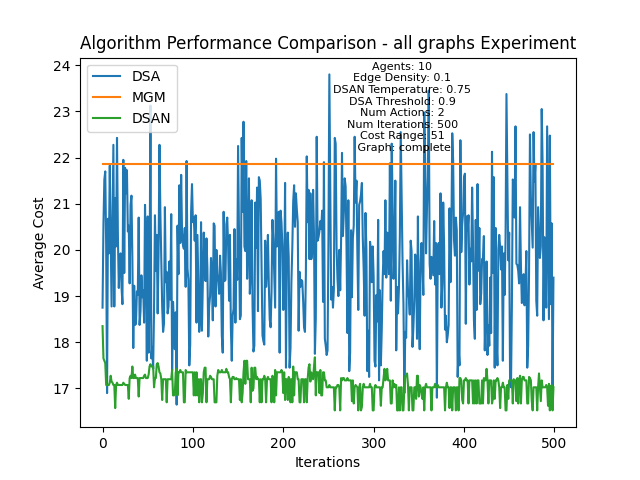 Algorithm Performance Comparison - all graphs Experiment
DSA
MGM
DSAN
Agents: 10
Edge Density: 0.1
DSAN Temperature: 0.75
DSA Threshold: 0.9
Num Actions: 2
Num Iterations: 500
Cost Range: 51
Graph: complete
Average Cost
24
23
22
21
20
19
18
17
0 100 200 300 400 500
Iterations